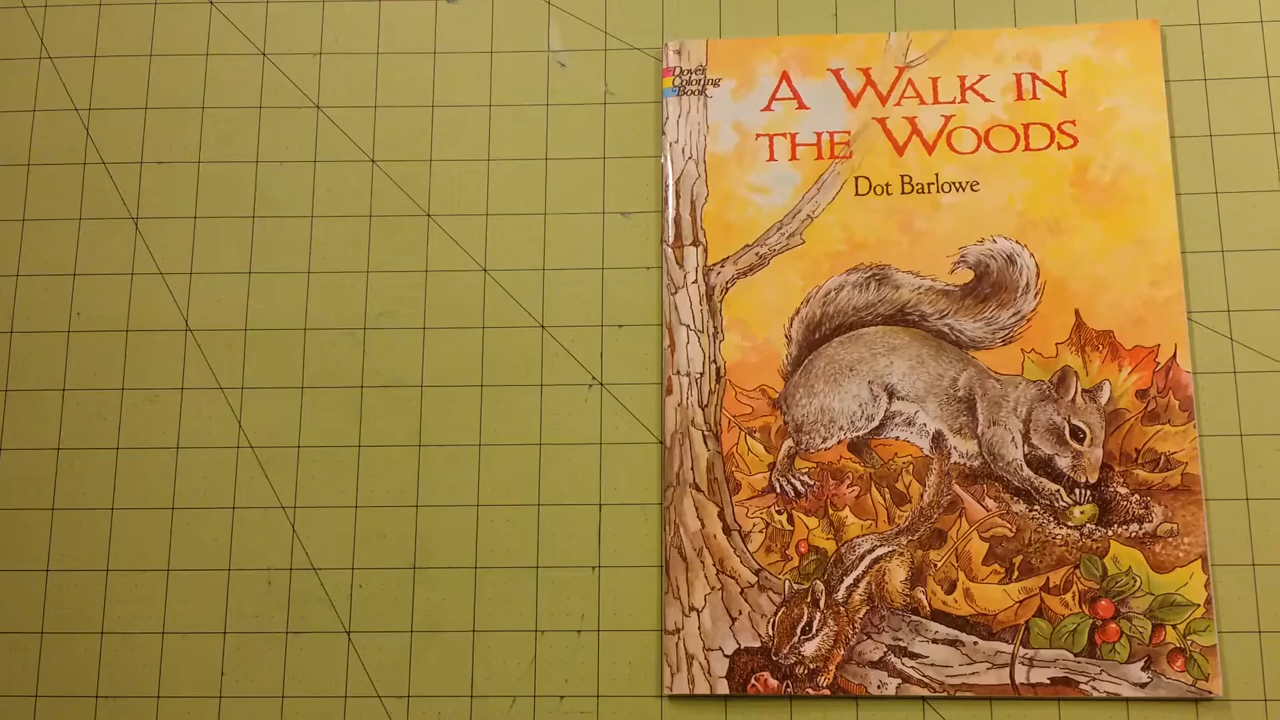 Dover
Coloring
Book
A WALK IN
THE WOODS
Dot Barlowe